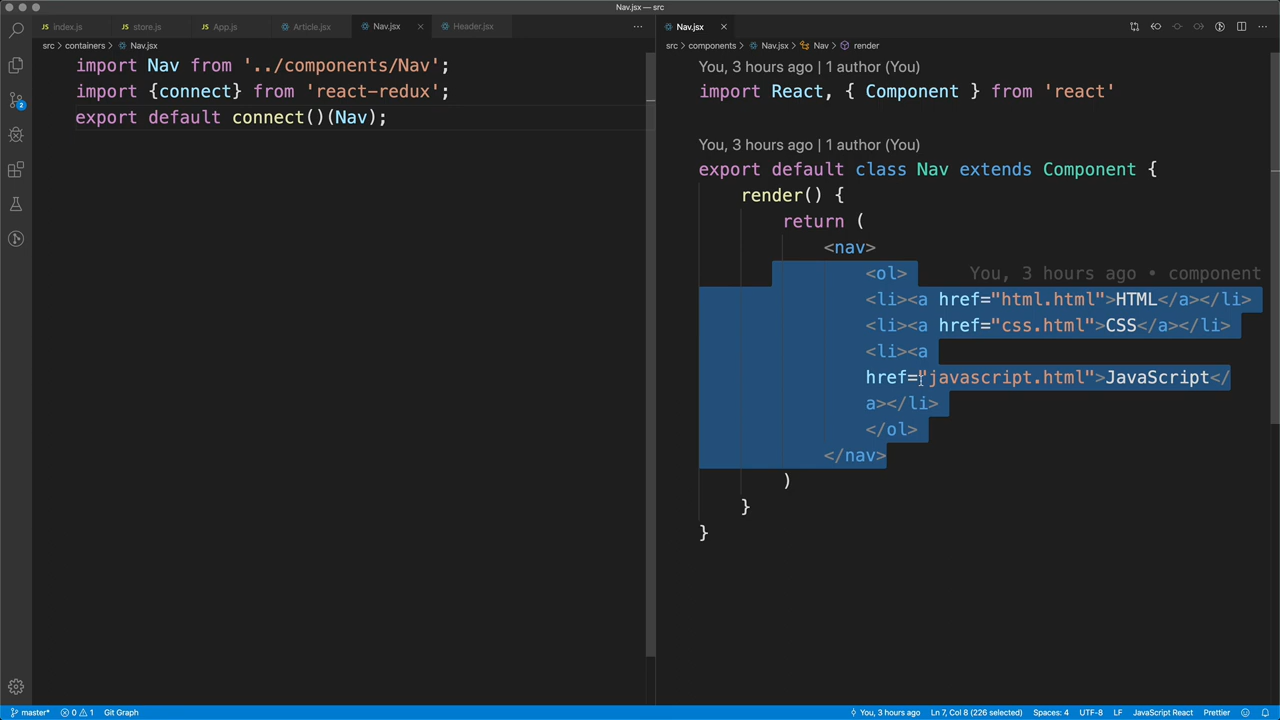 Nav.jsx — src
index.js
store.js
App.js
Article.jsx
Nav.jsx
Header.jsx
src > containers > Nav.jsx
import Nav from '../components/Nav';
import {connect} from 'react-redux';
export default connect()(Nav);
Nav.jsx
src > components > Nav.jsx > Nav > render
You, 3 hours ago | 1 author (You)
import React, { Component } from 'react'
You, 3 hours ago | 1 author (You)
export default class Nav extends Component {
render() {
return (
<nav>
<ol> You, 3 hours ago • component
<li><a href="html.html">HTML</a></li>
<li><a href="css.html">CSS</a></li>
<li><a
href="javascript.html">JavaScript</
a></li>
</ol>
</nav>
)
}
}
2
master* 0 1 Git Graph
You, 3 hours ago Ln 7, Col 8 (226 selected) Spaces: 4 UTF-8 LF JavaScript React Prettier